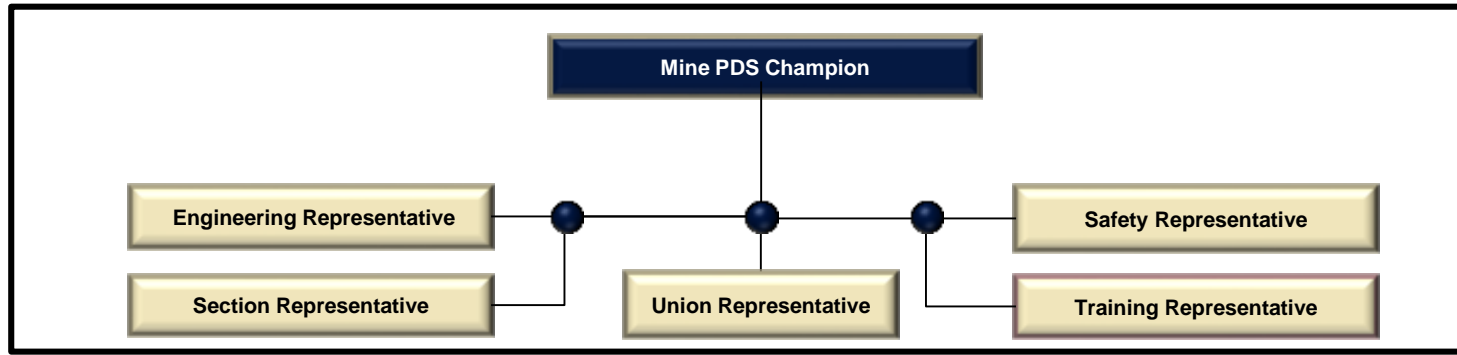 Mine PDS Champion
Engineering Representative
Safety Representative
Section Representative
Union Representative
Training Representative